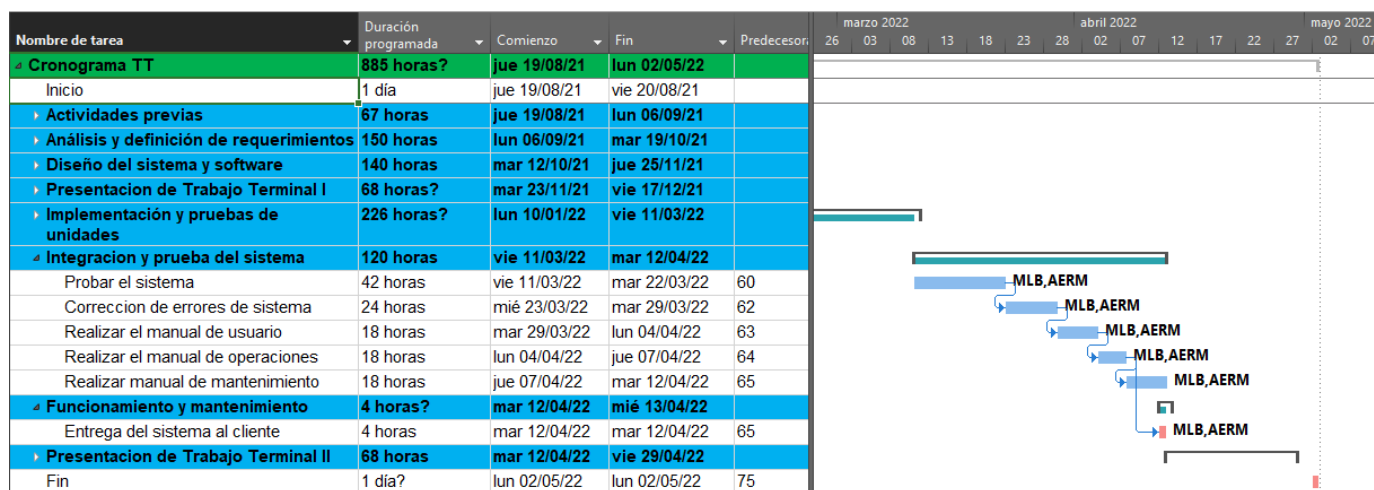 marzo 2022 abril 2022 mayo 2022
Nombre de tarea Duración programada Comienzo Fin Predecesora 26 03 08 13 18 23 28 02 07 12 17 22 27 02 07
Cronograma TT 885 horas? jue 19/08/21 lun 02/05/22
Inicio 1 día jue 19/08/21 vie 20/08/21
Actividades previas 67 horas jue 19/08/21 lun 06/09/21
Análisis y definición de requerimientos 150 horas lun 06/09/21 mar 19/10/21
Diseño del sistema y software 140 horas mar 12/10/21 jue 25/11/21
Presentacion de Trabajo Terminal I 68 horas? mar 23/11/21 vie 17/12/21
Implementación y pruebas de unidades 226 horas? lun 10/01/22 vie 11/03/22
Integracion y prueba del sistema 120 horas vie 11/03/22 mar 12/04/22
Probar el sistema 42 horas vie 11/03/22 mar 22/03/22 60 MLB,AERM
Correccion de errores de sistema 24 horas mié 23/03/22 mar 29/03/22 62 MLB,AERM
Realizar el manual de usuario 18 horas mar 29/03/22 lun 04/04/22 63 MLB,AERM
Realizar el manual de operaciones 18 horas lun 04/04/22 jue 07/04/22 64 MLB,AERM
Realizar manual de mantenimiento 18 horas jue 07/04/22 mar 12/04/22 65 MLB,AERM
Funcionamiento y mantenimiento 4 horas? mar 12/04/22 mié 13/04/22
Entrega del sistema al cliente 4 horas mar 12/04/22 mar 12/04/22 65 MLB,AERM
Presentacion de Trabajo Terminal II 68 horas mar 12/04/22 vie 29/04/22
Fin 1 día? lun 02/05/22 lun 02/05/22 75